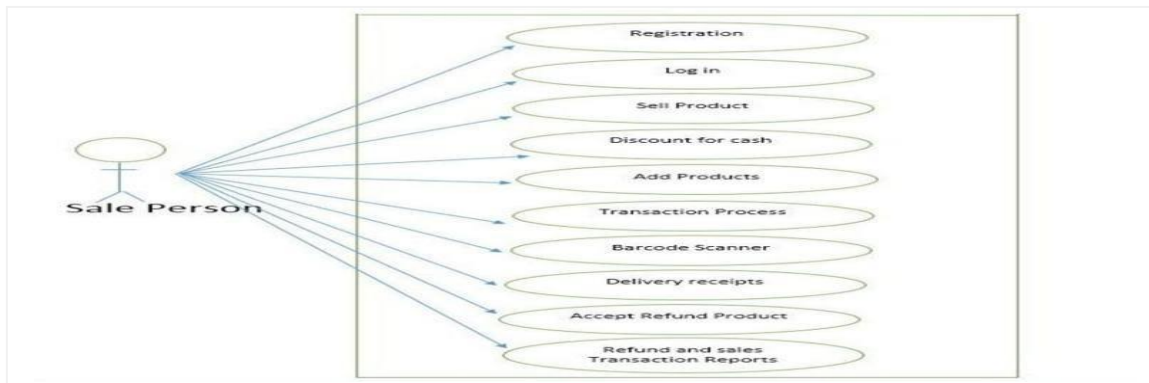 Registration
Log in
Sell Product
Discount for cash
Add Products
Sale Person
Transaction Process
Barcode Scanner
Delivery receipts
Accept Refund Product
Refund and sales
Transaction Reports